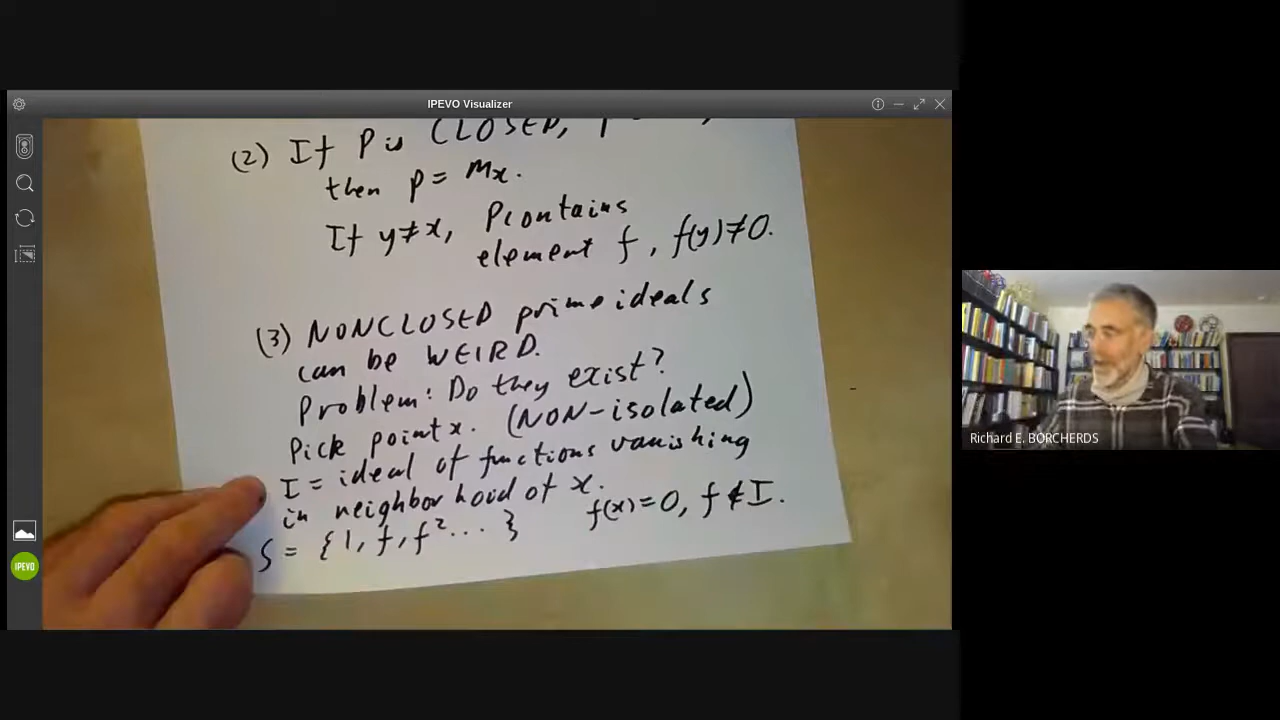 IPEVO Visualizer
(2) If P is CLOSED, P
then p = mx.
If y≠x, P contains
element f, f(y)≠0.
(3) NONCLOSED prime ideals
can be WEIRD.
Problem: Do they exist?
Pick point x. (NON-isolated)
I = ideal of functions vanishing
in neighborhood of x.
f(x)=0, f∉I.
S = {1, f, f²... }
IPEVO
Richard E. BORCHERDS